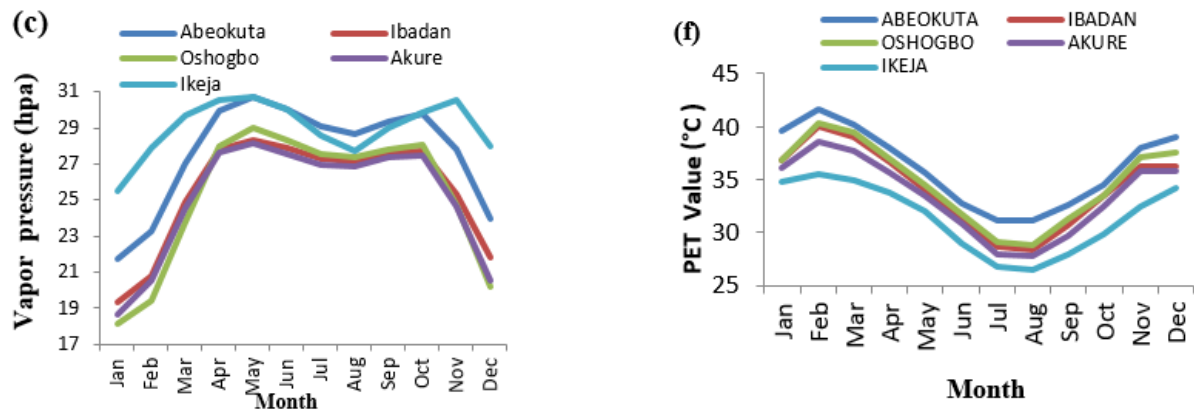 (c)
Abeokuta Ibadan
Oshogbo Akure
Ikeja
Vapor pressure (hpa)
31
29
27
25
23
21
19
17
Jan Feb Mar Apr May Jun Jul Aug Sep Oct Nov Dec
Month
(f)
ABEOKUTA IBADAN
OSHOGBO AKURE
IKEJA
PET Value (°C)
45
40
35
30
25
Jan Feb Mar Apr May Jun Jul Aug Sep Oct Nov Dec
Month